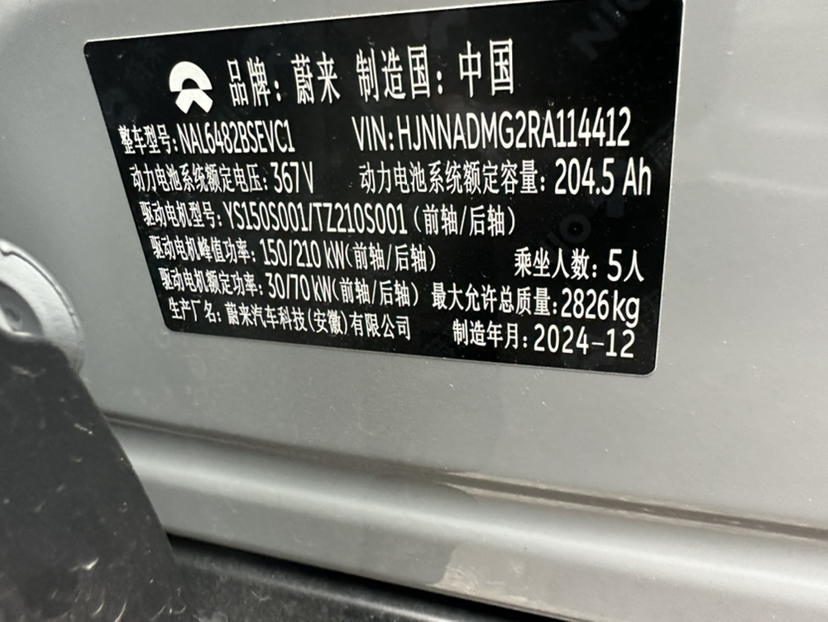 品牌: 蔚来 制造国: 中国
整车型号: NAL6482BSEVC1 VIN: HJNNADMG2RA114412
动力电池系统额定电压: 367V 动力电池系统额定容量: 204.5 Ah
驱动电机型号: YS150S001/TZ210S001 (前轴/后轴)
驱动电机峰值功率: 150/210 kW(前轴/后轴) 乘坐人数: 5人
驱动电机额定功率: 30/70 kW(前轴/后轴) 最大允许总质量: 2826kg
生产厂名: 蔚来汽车科技(安徽)有限公司 制造年月: 2024-12
NIO